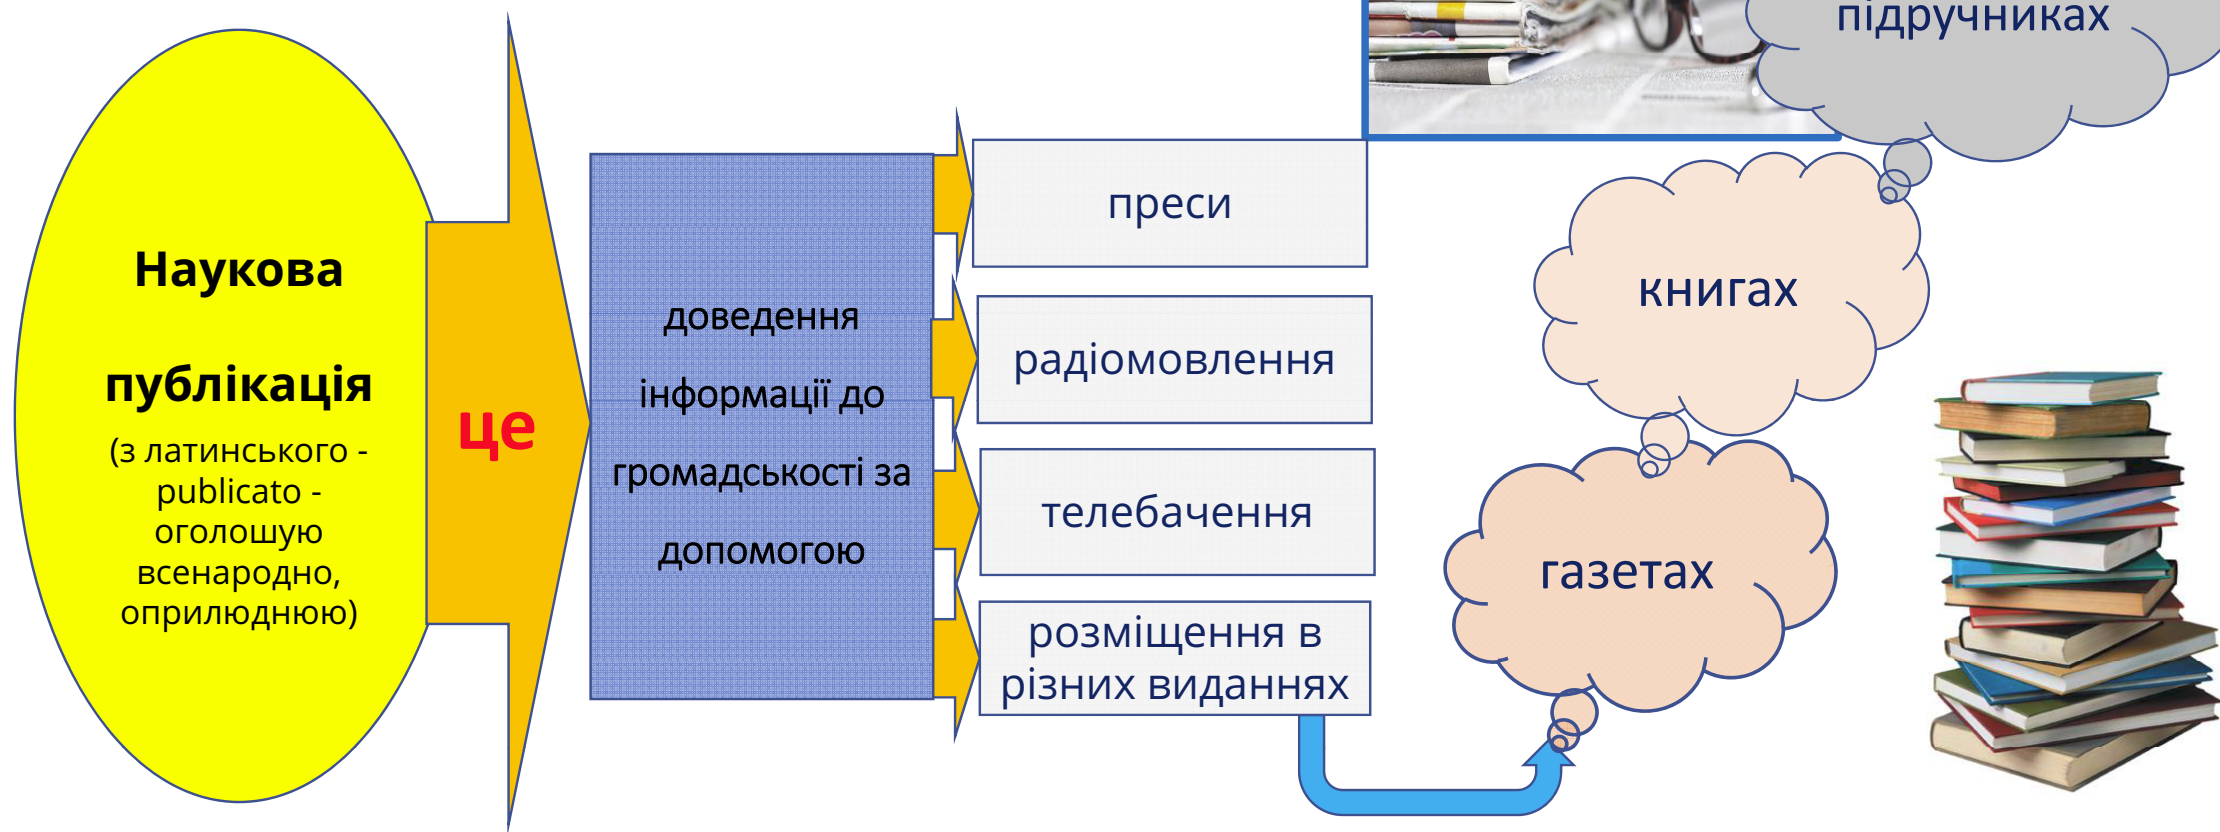 Наукова
публікація
(з латинського -
publicato -
оголошую
всенародно,
оприлюднюю)
це
доведення
інформації до
громадськості за
допомогою
преси
радіомовлення
телебачення
розміщення в
різних виданнях
підручниках
книгах
газетах